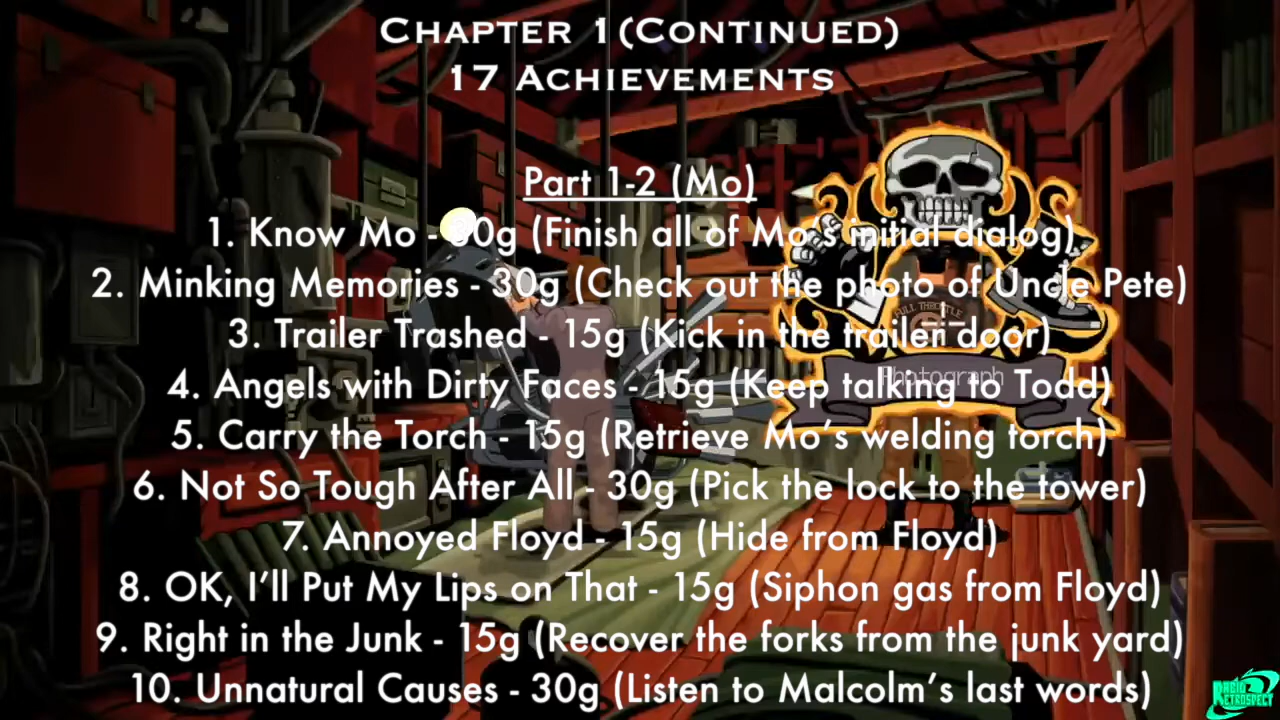 CHAPTER 1(CONTINUED)
17 ACHIEVEMENTS
Part 1-2 (Mo)
1. Know Mo - 30g (Finish all of Mo's initial dialog)
2. Minking Memories - 30g (Check out the photo of Uncle Pete)
3. Trailer Trashed - 15g (Kick in the trailer door)
FULL THROTTLE
4. Angels with Dirty Faces - 15g (Keep talking to Todd)
Photograph
5. Carry the Torch - 15g (Retrieve Mo's welding torch)
6. Not So Tough After All - 30g (Pick the lock to the tower)
7. Annoyed Floyd - 15g (Hide from Floyd)
8. OK, I'll Put My Lips on That - 15g (Siphon gas from Floyd)
9. Right in the Junk - 15g (Recover the forks from the junk yard)
10. Unnatural Causes - 30g (Listen to Malcolm's last words)
RADIO
RETROSPECT